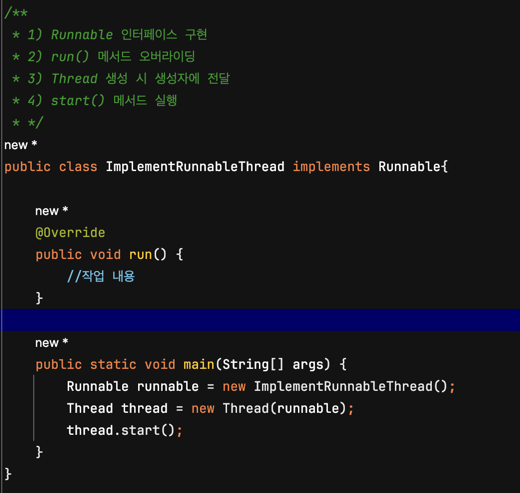 /**
 * 1) Runnable 인터페이스 구현
 * 2) run() 메서드 오버라이딩
 * 3) Thread 생성 시 생성자에 전달
 * 4) start() 메서드 실행
 * */
new *
public class ImplementRunnableThread implements Runnable{
new *
@Override
public void run() {
//작업 내용
}
new *
public static void main(String[] args) {
Runnable runnable = new ImplementRunnableThread();
Thread thread = new Thread(runnable);
thread.start();
}
}